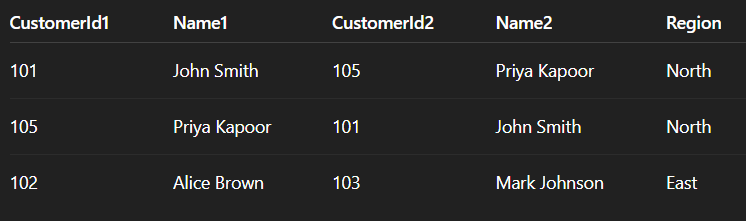 CustomerId1 Name1 CustomerId2 Name2 Region
101 John Smith 105 Priya Kapoor North
105 Priya Kapoor 101 John Smith North
102 Alice Brown 103 Mark Johnson East